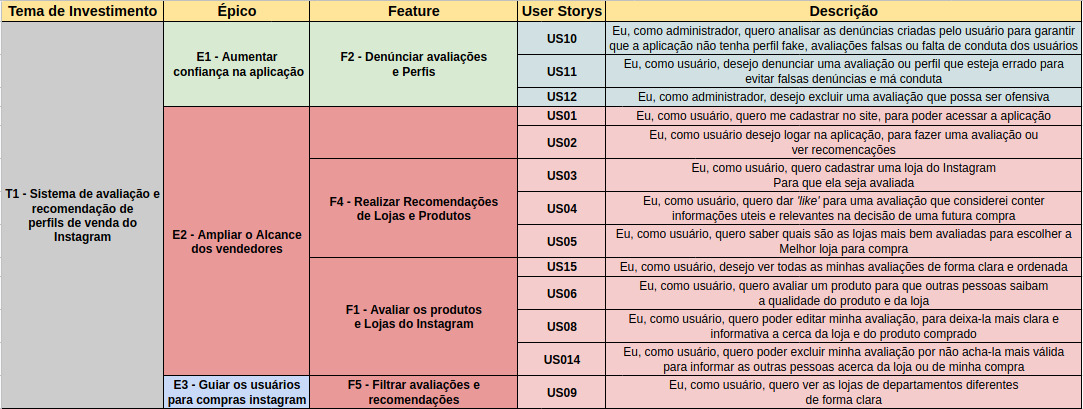 Tema de Investimento
Épico
Feature
User Storys
Descrição
T1 - Sistema de avaliação e
recomendação de
perfils de venda do
Instagram
E1 - Aumentar
confiança na aplicação
F2 - Denúnciar avaliações
e Perfis
US10
Eu, como administrador, quero analisar as denúncias criadas pelo usuário para garantir
que a aplicação não tenha perfil fake, avaliações falsas ou falta de conduta dos usuários
US11
Eu, como usuário, desejo denunciar uma avaliação ou perfil que esteja errado para
evitar falsas denúncias e má conduta
US12
Eu, como administrador, desejo excluir uma avaliação que possa ser ofensiva
E2 - Ampliar o Alcance
dos vendedores
US01
Eu, como usuário, quero me cadastrar no site, para poder acessar a aplicação
US02
Eu, como usuário desejo logar na aplicação, para fazer uma avaliação ou
ver recomencações
F4 - Realizar Recomendações
de Lojas e Produtos
US03
Eu, como usuário, quero cadastrar uma loja do Instagram
Para que ela seja avaliada
US04
Eu, como usuário, quero dar 'like' para uma avaliação que considerei conter
informações uteis e relevantes na decisão de uma futura compra
US05
Eu, como usuário, quero saber quais são as lojas mais bem avaliadas para escolher a
Melhor loja para compra
F1 - Avaliar os produtos
e Lojas do Instagram
US15
Eu, como usuário, desejo ver todas as minhas avaliações de forma clara e ordenada
US06
Eu, como usuário, quero avaliar um produto para que outras pessoas saibam
a qualidade do produto e da loja
US08
Eu, como usuário, quero poder editar minha avaliação, para deixa-la mais clara e
informativa a cerca da loja e do produto comprado
US014
Eu, como usuário, quero poder excluir minha avaliação por não acha-la mais válida
para informar as outras pessoas acerca da loja ou de minha compra
E3 - Guiar os usuários
para compras instagram
F5 - Filtrar avaliações e
recomendações
US09
Eu, como usuário, quero ver as lojas de departamentos diferentes
de forma clara